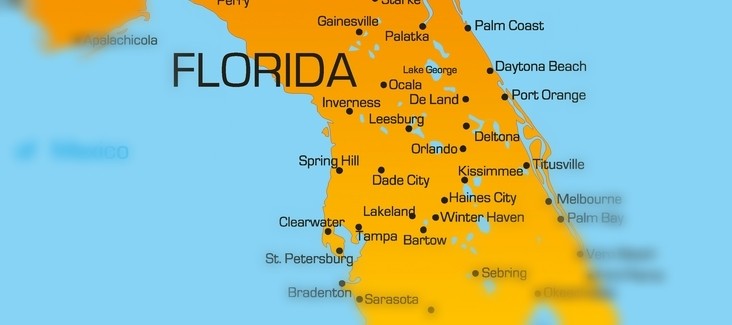 Perry
Starke
Gainesville
Palatka
Palm Coast
Apalachicola
FLORIDA
Lake George
Daytona Beach
Ocala
De Land
Port Orange
Inverness
Leesburg
Deltona
Orlando
Mexico
Spring Hill
Titusville
Dade City
Kissimmee
Haines City
Melbourne
Lakeland
Winter Haven
Palm Bay
Clearwater
Tampa
Bartow
St. Petersburg
Sebring
Bradenton
Sarasota